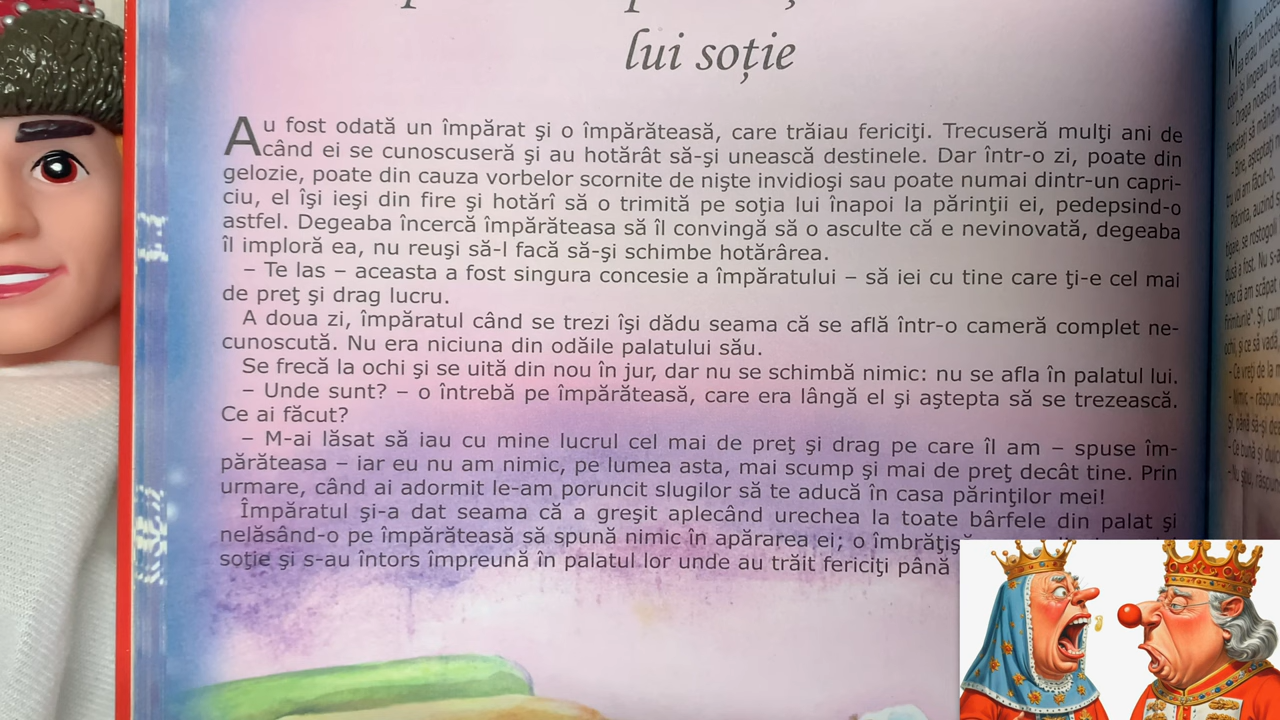 lui soție
Au fost odată un împărat şi o împărăteasă, care trăiau fericiţi. Trecuseră mulţi ani de
când ei se cunoscuseră şi au hotărât să-şi unească destinele. Dar într-o zi, poate din
gelozie, poate din cauza vorbelor scornite de nişte invidioşi sau poate numai dintr-un capri-
ciu, el îşi ieşi din fire şi hotărî să o trimită pe soţia lui înapoi la părinţii ei, pedepsind-o
astfel. Degeaba încercă împărăteasa să îl convingă să o asculte că e nevinovată, degeaba
îl imploră ea, nu reuşi să-l facă să-şi schimbe hotărârea.
– Te las – aceasta a fost singura concesie a împăratului – să iei cu tine care ţi-e cel mai
de preţ şi drag lucru.
A doua zi, împăratul când se trezi îşi dădu seama că se află într-o cameră complet ne-
cunoscută. Nu era niciuna din odăile palatului său.
Se frecă la ochi şi se uită din nou în jur, dar nu se schimbă nimic: nu se afla în palatul lui.
– Unde sunt? – o întrebă pe împărăteasă, care era lângă el şi aştepta să se trezească.
Ce ai făcut?
– M-ai lăsat să iau cu mine lucrul cel mai de preţ şi drag pe care îl am – spuse îm-
părăteasa – iar eu nu am nimic, pe lumea asta, mai scump şi mai de preţ decât tine. Prin
urmare, când ai adormit le-am poruncit slugilor să te aducă în casa părinţilor mei!
Împăratul şi-a dat seama că a greşit aplecând urechea la toate bârfele din palat şi
nelăsând-o pe împărăteasă să spună nimic în apărarea ei; o
soţie şi s-au întors împreună în palatul lor unde au trăit fericiţi până